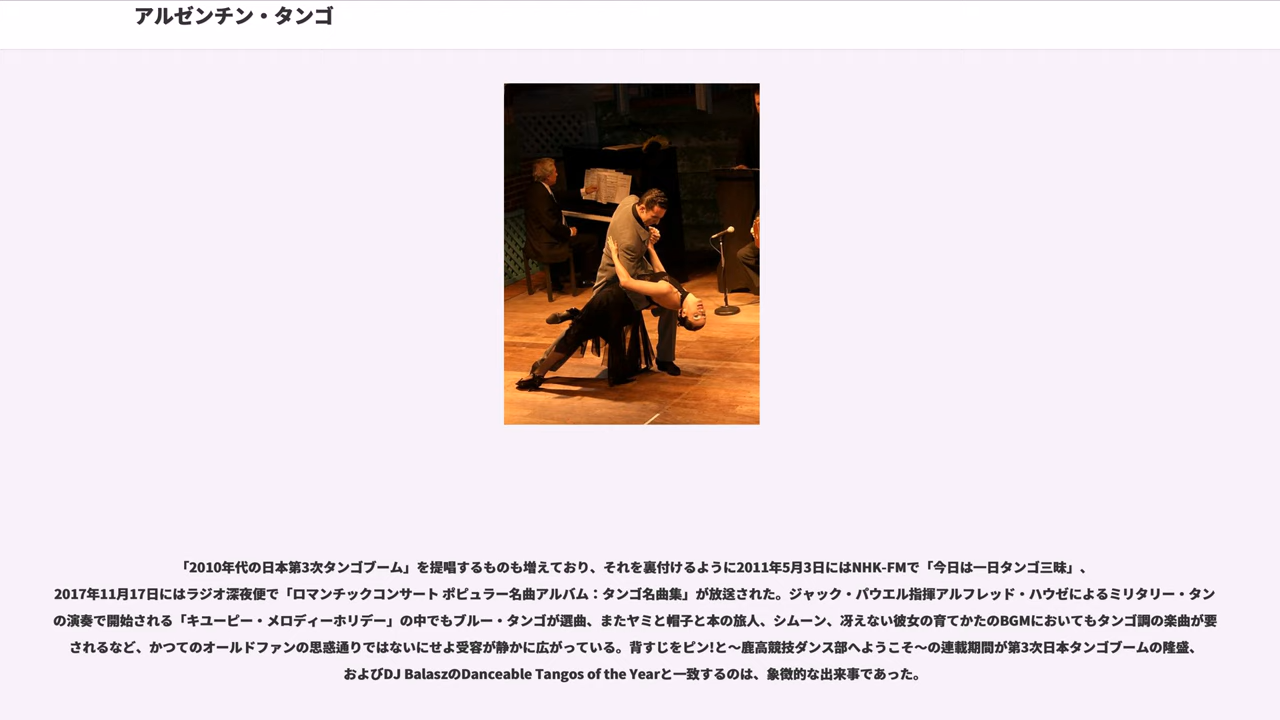 アルゼンチン・タンゴ
「2010年代の日本第3次タンゴブーム」を提唱するものも増えており、それを裏付けるように2011年5月3日にはNHK-FMで「今日は一日タンゴ三昧」、
2017年11月17日にはラジオ深夜便で「ロマンチックコンサート ポピュラー名曲アルバム：タンゴ名曲集」が放送された。ジャック・パウエル指揮アルフレッド・ハウゼによるミリタリー・タン
の演奏で開始される「キユーピー・メロディーホリデー」の中でもブルー・タンゴが選曲、またヤミと帽子と本の旅人、シムーン、冴えない彼女の育てかたのBGMにおいてもタンゴ調の楽曲が要
されるなど、かつてのオールドファンの思惑通りではないにせよ受容が静かに広がっている。背すじをピン!と〜鹿高競技ダンス部へようこそ〜の連載期間が第3次日本タンゴブームの隆盛、
およびDJ BalaszのDanceable Tangos of the Yearと一致するのは、象徴的な出来事であった。